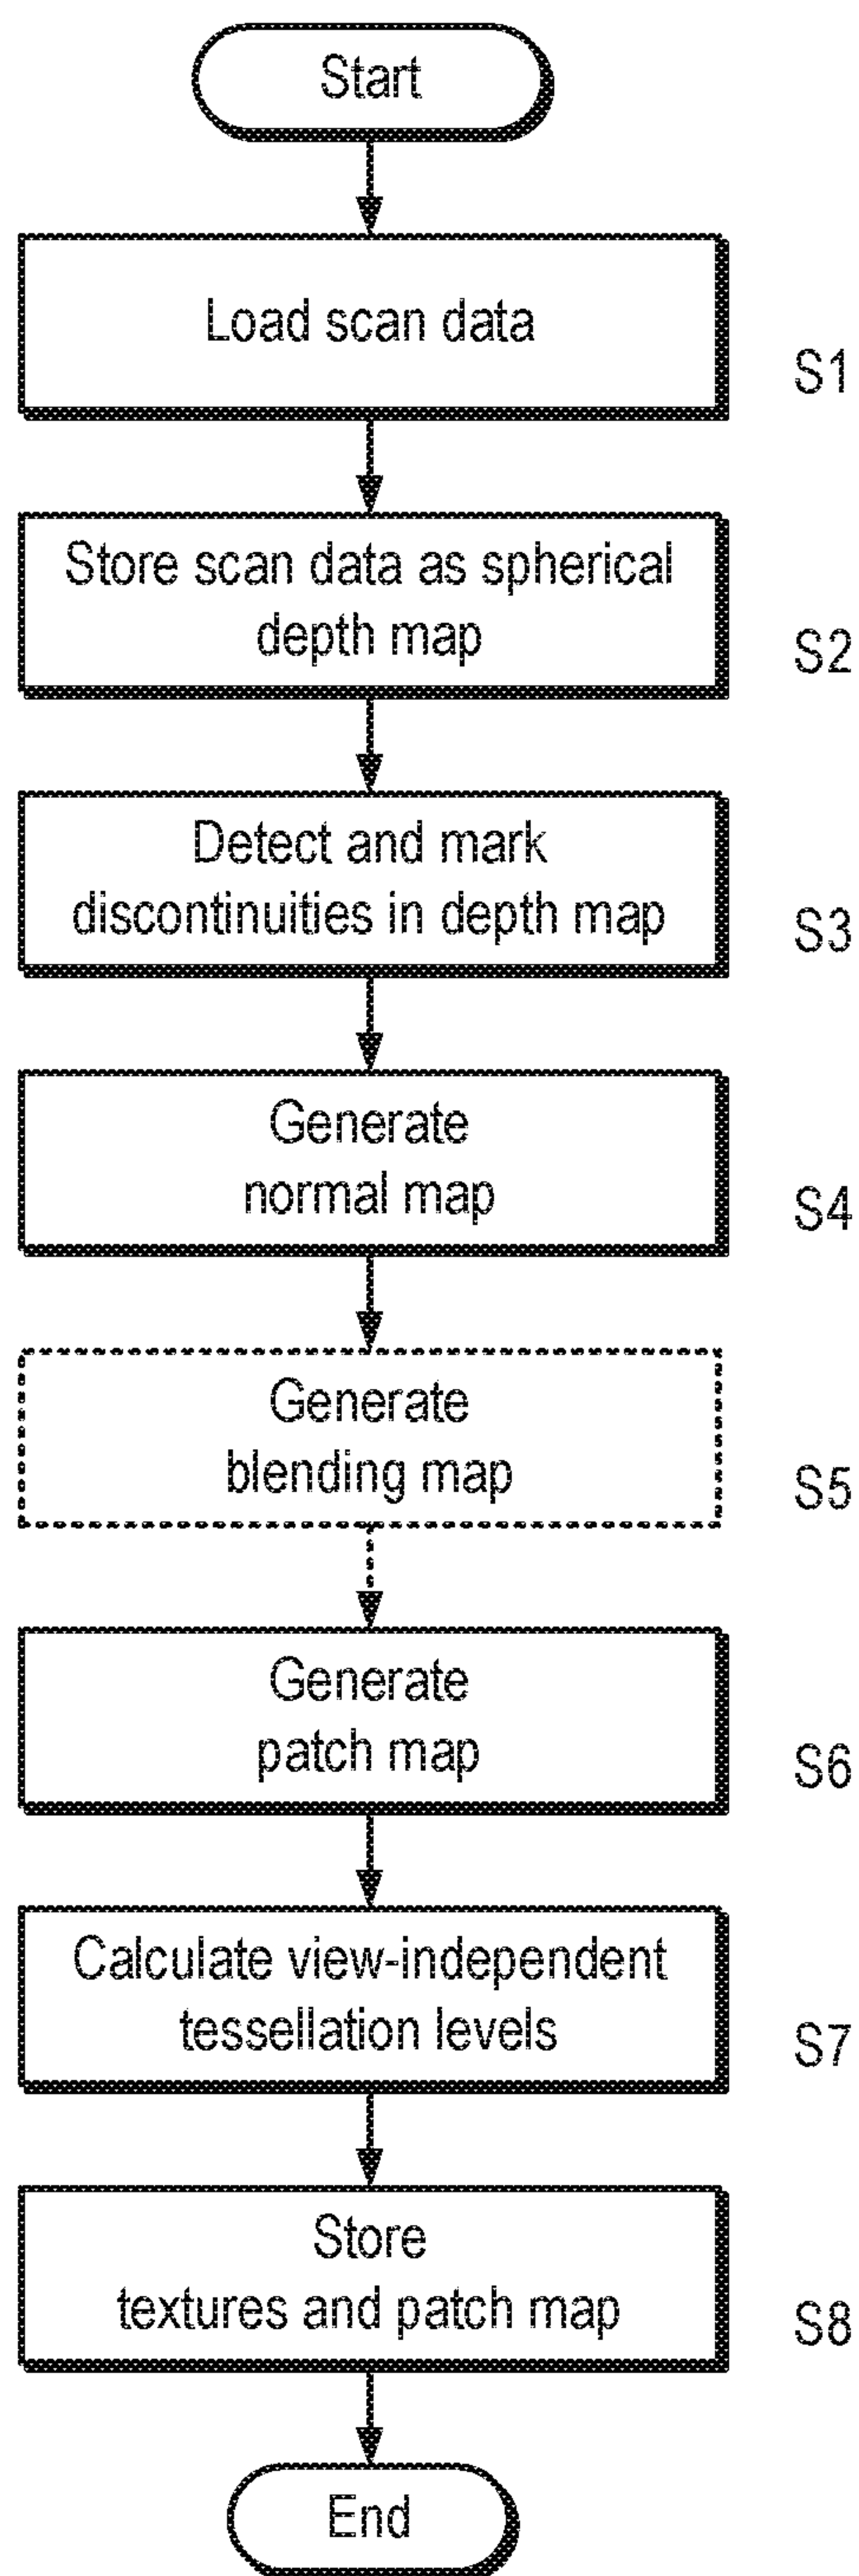 Start
Load scan data
S1
Store scan data as spherical
depth map
S2
Detect and mark
discontinuities in depth map
S3
Generate
normal map
S4
Generate
blending map
S5
Generate
patch map
S6
Calculate view-independent
tessellation levels
S7
Store
textures and patch map
S8
End